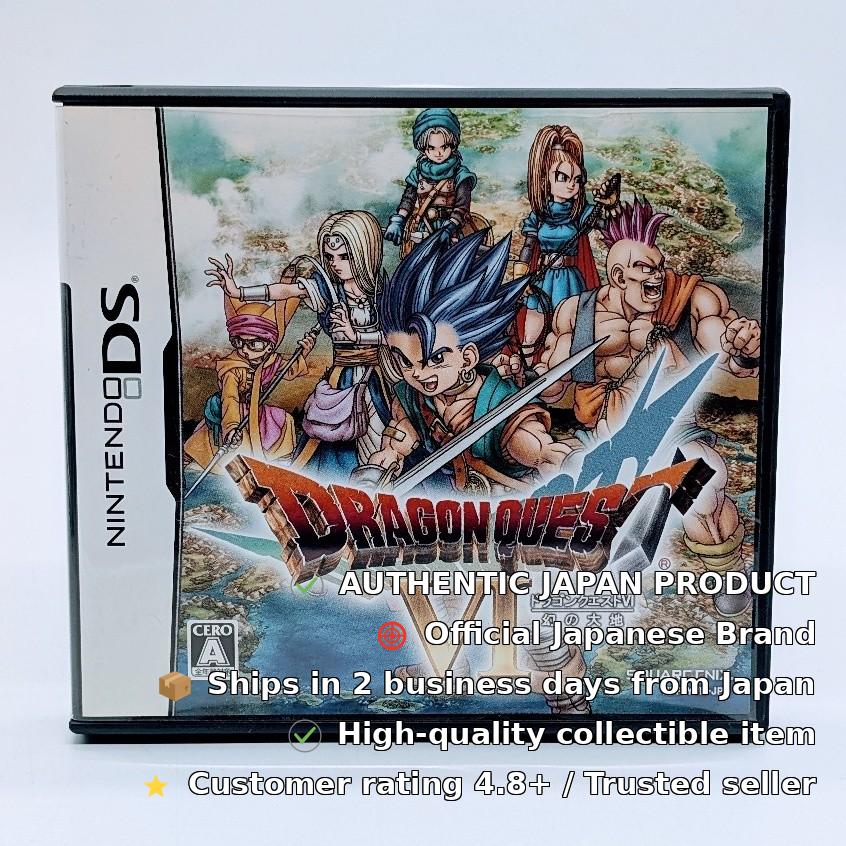 NINTENDO DS
DRAGON QUEST
®
VI
ドラゴンクエストVI
幻の大地
CERO
A
SQUARE ENIX
✓ AUTHENTIC JAPAN PRODUCT
Official Japanese Brand
Ships in 2 business days from Japan
High-quality collectible item
Customer rating 4.8+ / Trusted seller